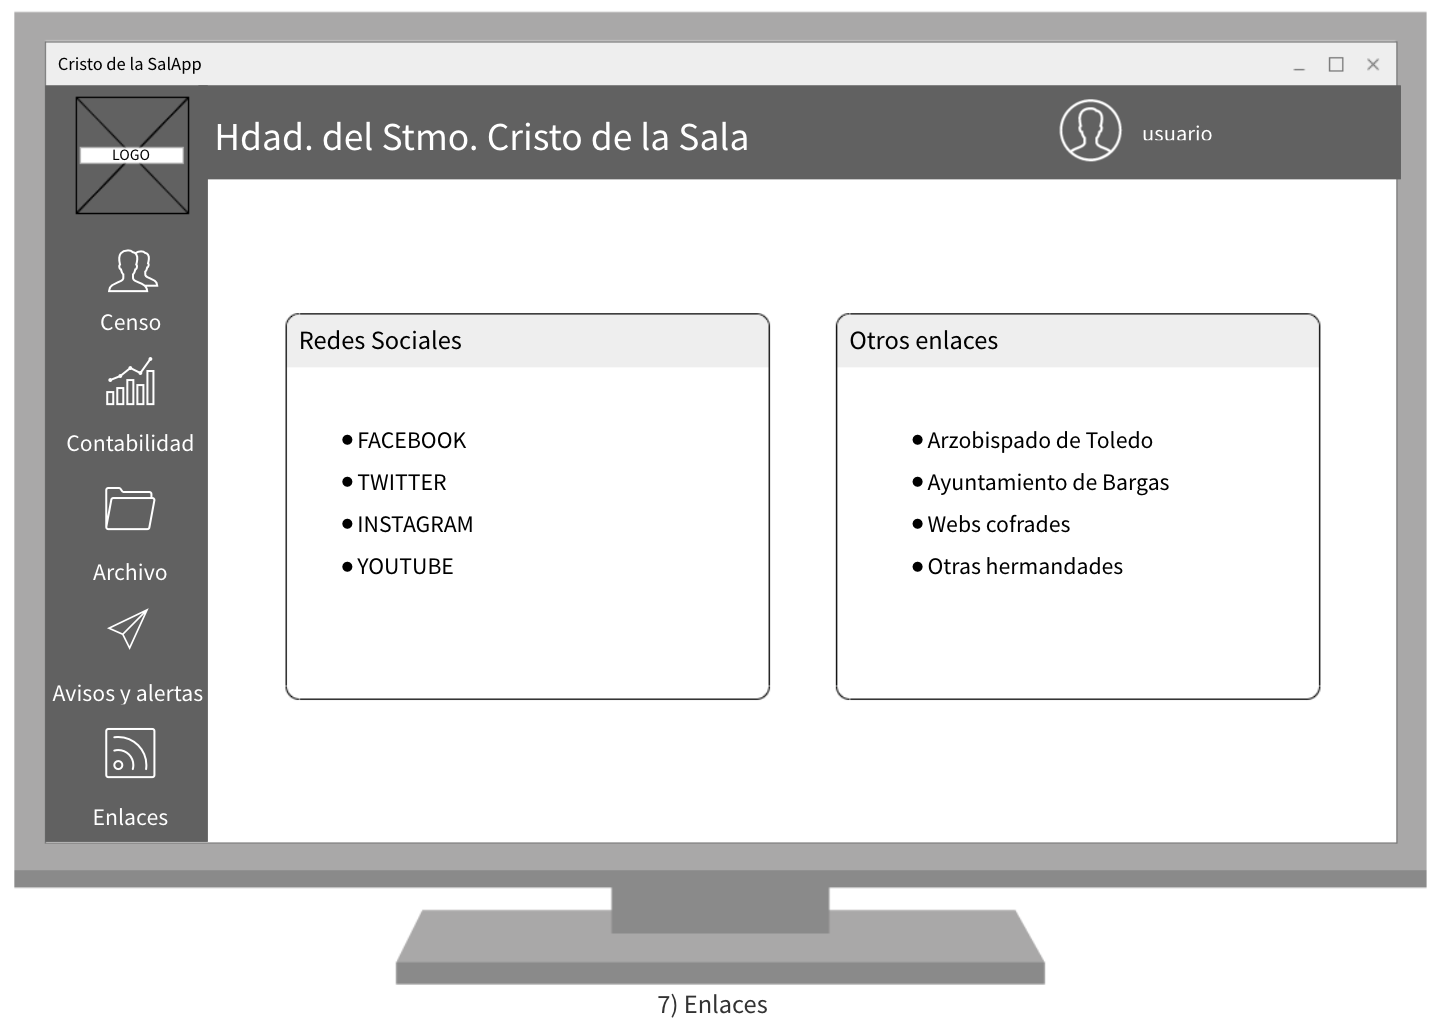 Cristo de la SalApp
LOGO
Hdad. del Stmo. Cristo de la Sala
usuario
Censo
Contabilidad
Archivo
Avisos y alertas
Enlaces
Redes Sociales
FACEBOOK
TWITTER
INSTAGRAM
YOUTUBE
Otros enlaces
Arzobispado de Toledo
Ayuntamiento de Bargas
Webs cofrades
Otras hermandades
7) Enlaces